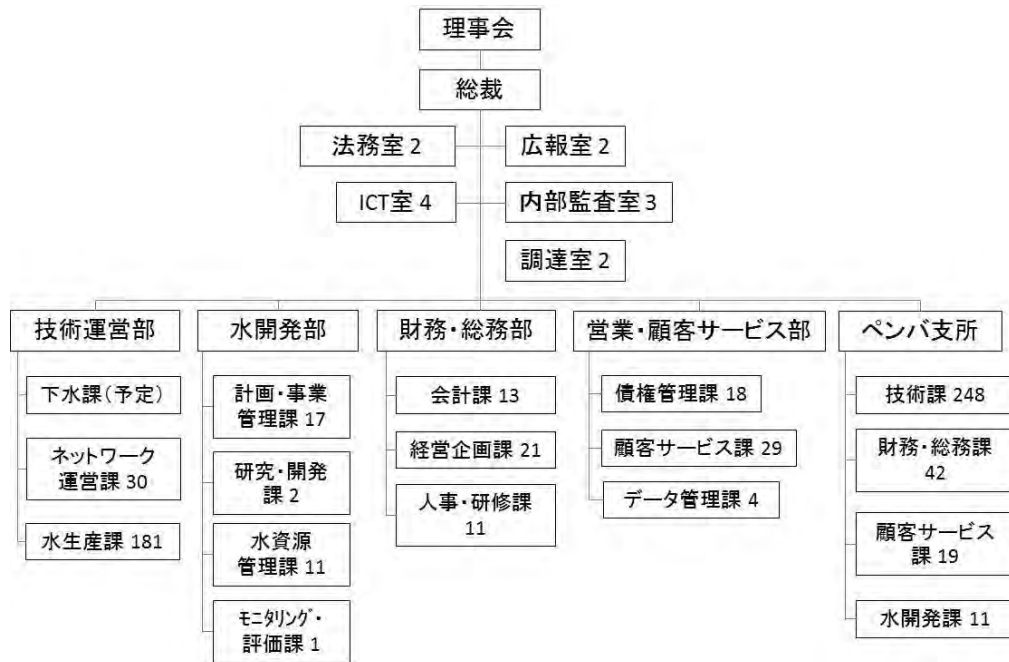 理事会
総裁
法務室 2
広報室 2
ICT室 4
内部監査室 3
調達室 2
技術運営部
水開発部
財務・総務部
営業・顧客サービス部
ペンバ支所
下水課(予定)
ネットワーク
運営課 30
水生産課 181
計画・事業
管理課 17
研究・開発
課 2
水資源
管理課 11
ﾓﾆﾀﾘﾝｸﾞ・
評価課 1
会計課 13
経営企画課 21
人事・研修課
11
債権管理課 18
顧客サービス課 29
データ管理課 4
技術課 248
財務・総務課
42
顧客サービス
課 19
水開発課 11